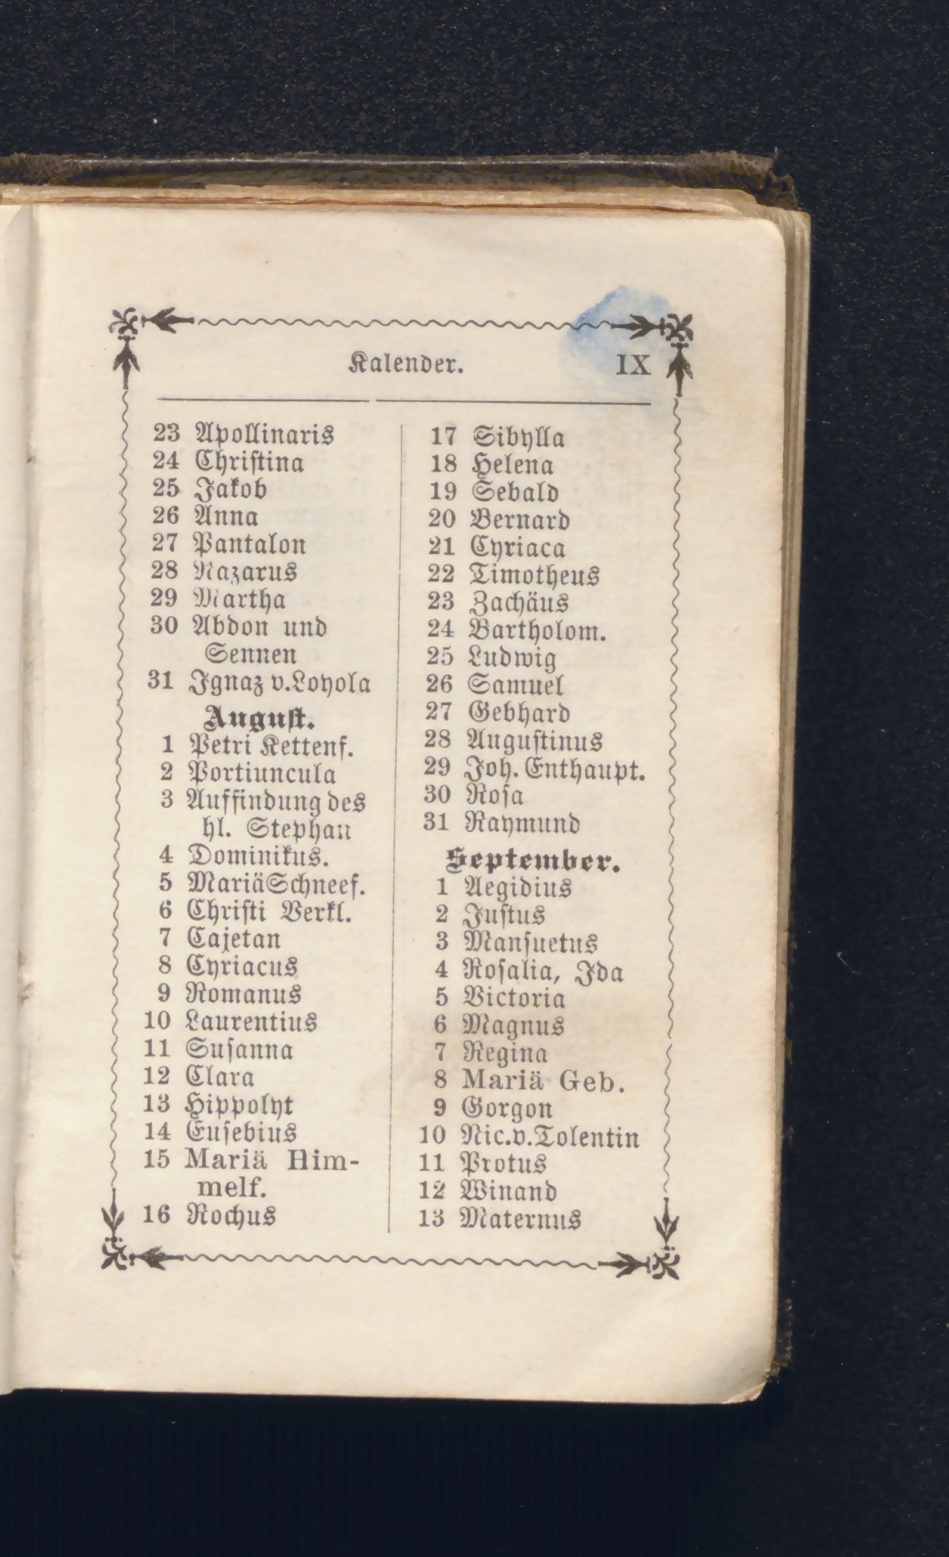 Kalender. IX
23 Apollinaris
24 Christina
25 Jakob
26 Anna
27 Pantalon
28 Nazarus
29 Martha
30 Abdon und
Sennen
31 Ignaz v. Loyola
August.
1 Petri Kettenf.
2 Portiuncula
3 Auffindung des
hl. Stephan
4 Dominikus.
5 Mariä Schneef.
6 Christi Verkl.
7 Cajetan
8 Cyriacus
9 Romanus
10 Laurentius
11 Susanna
12 Clara
13 Hippolyt
14 Eusebius
15 Mariä Him-
melf.
16 Rochus
17 Sibylla
18 Helena
19 Sebald
20 Bernard
21 Cyriaca
22 Timotheus
23 Zachäus
24 Bartholom.
25 Ludwig
26 Samuel
27 Gebhard
28 Augustinus
29 Joh. Enthaupt.
30 Rosa
31 Raymund
September.
1 Aegidius
2 Justus
3 Mansuetus
4 Rosalia, Ida
5 Victoria
6 Magnus
7 Regina
8 Mariä Geb.
9 Gorgon
10 Nic. v. Tolentin
11 Protus
12 Winand
13 Maternus